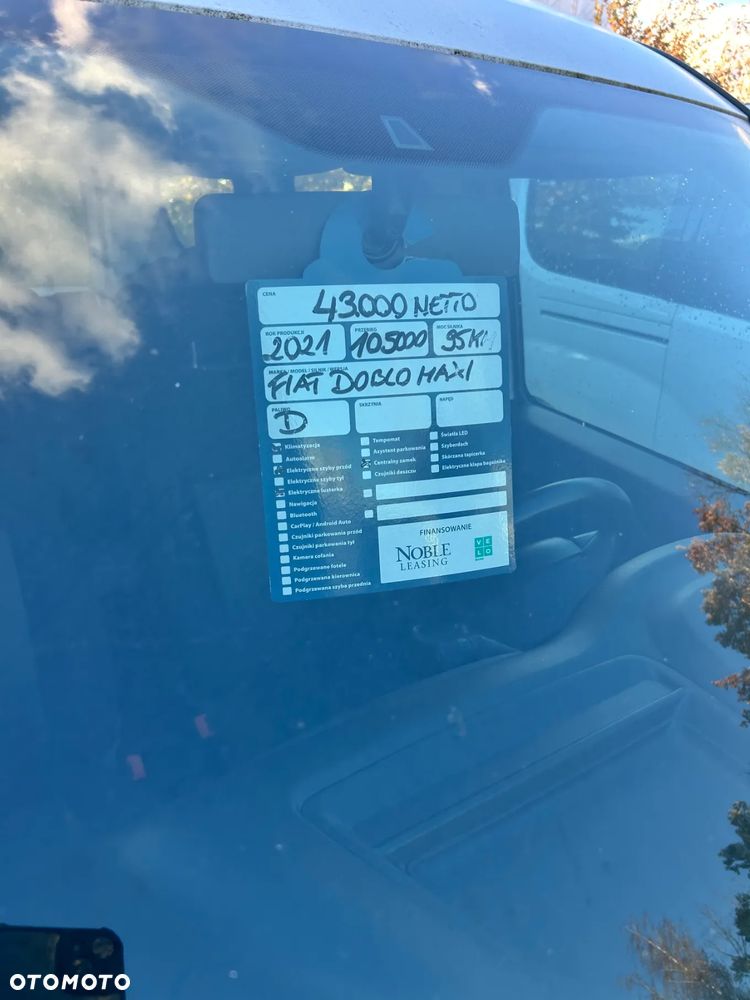 CENA
43.000 NETTO
ROK PRODUKCJI PRZEBIEG MOC SILNIKA
2021 105000 95KM
MARKA / MODEL / SILNIK / WERSJA
FIAT DOBLO MAXI
PALIWO SKRZYNIA NAPĘD
D
Klimatyzacja
Autoalarm
Elektryczne szyby przód
Elektryczne szyby tył
Elektryczne lusterka
Nawigacja
Bluetooth
CarPlay / Android Auto
Czujniki parkowania przód
Czujniki parkowania tył
Kamera cofania
Podgrzewane fotele
Podgrzewana kierownica
Podgrzewana szyba przednia
Tempomat
Asystent parkowania
Centralny zamek
Czujniki deszczu
Światła LED
Szyberdach
Skórzana tapicerka
Elektryczna klapa bagażnika
FINANSOWANIE
NOBLE
LEASING
VE
LO
OTOMOTO